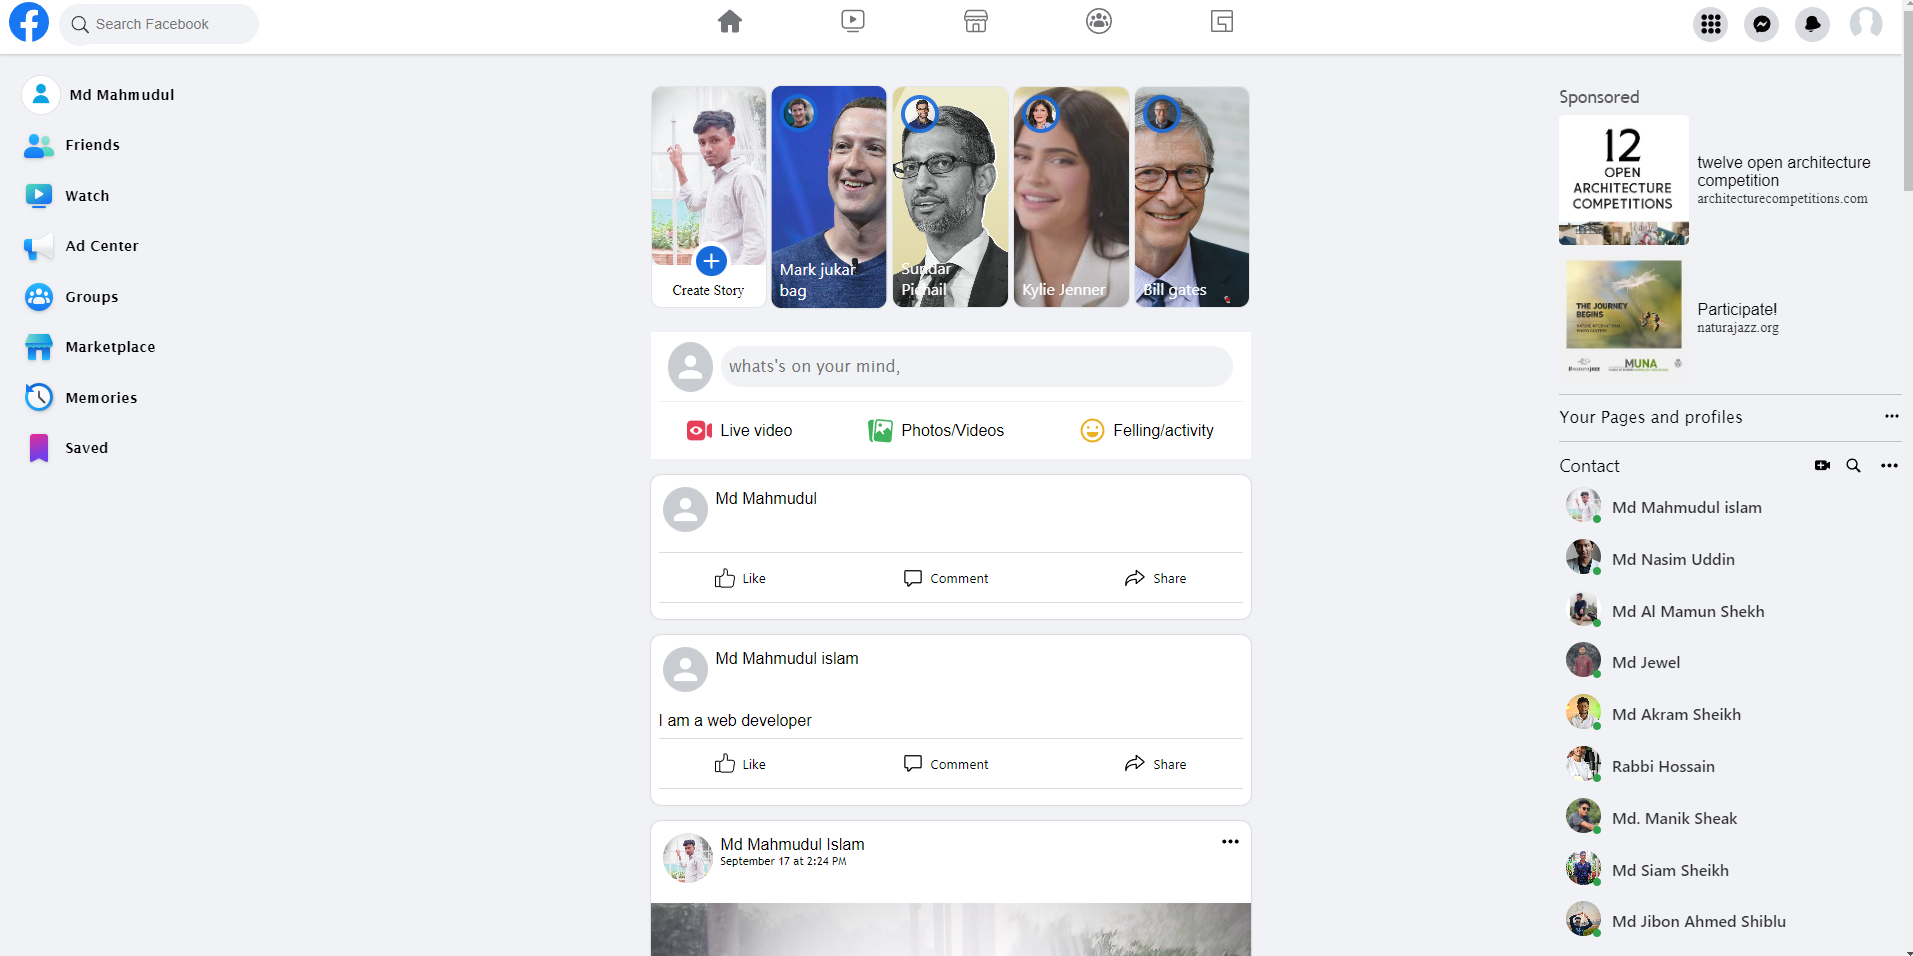 Search Facebook
Md Mahmudul
Friends
Watch
Ad Center
Groups
Marketplace
Memories
Saved
Create Story
Mark jukar
bag
Sundar
Pichail
Kylie Jenner
Bill gates
whats's on your mind,
Live video
Photos/Videos
Felling/activity
Md Mahmudul
Like
Comment
Share
Md Mahmudul islam
I am a web developer
Like
Comment
Share
Md Mahmudul Islam
September 17 at 2:24 PM
Sponsored
12
OPEN
ARCHITECTURE
COMPETITIONS
twelve open architecture
competition
architecturecompetitions.com
THE JOURNEY
BEGINS
MUNA
Participate!
naturajazz.org
Your Pages and profiles
Contact
Md Mahmudul islam
Md Nasim Uddin
Md Al Mamun Shekh
Md Jewel
Md Akram Sheikh
Rabbi Hossain
Md. Manik Sheak
Md Siam Sheikh
Md Jibon Ahmed Shiblu